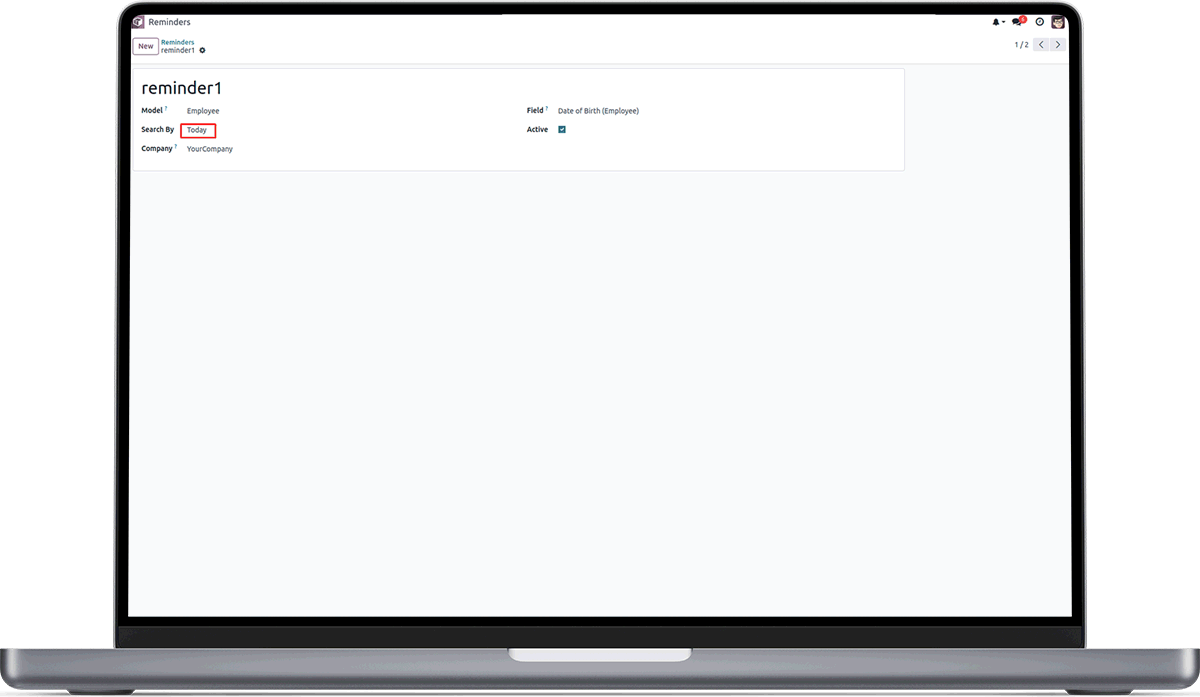 Reminders
5
New
Reminders
reminder1
1 / 2
reminder1
Model ?
Employee
Field ?
Date of Birth (Employee)
Search By
Today
Active
Company ?
YourCompany